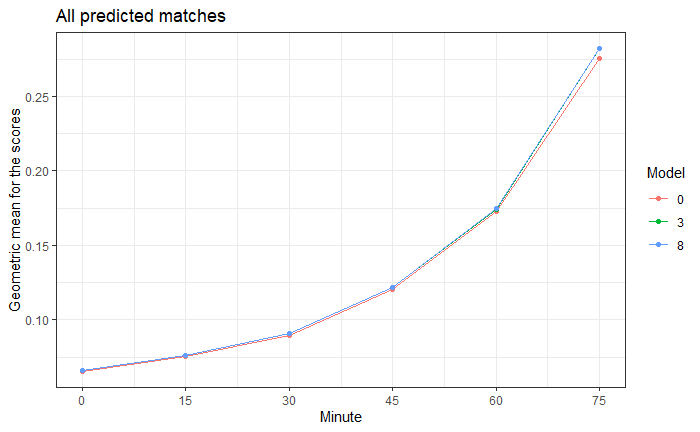 All predicted matches
Geometric mean for the scores
0.25
0.20
0.15
0.10
0 15 30 45 60 75
Minute
Model
0
3
8